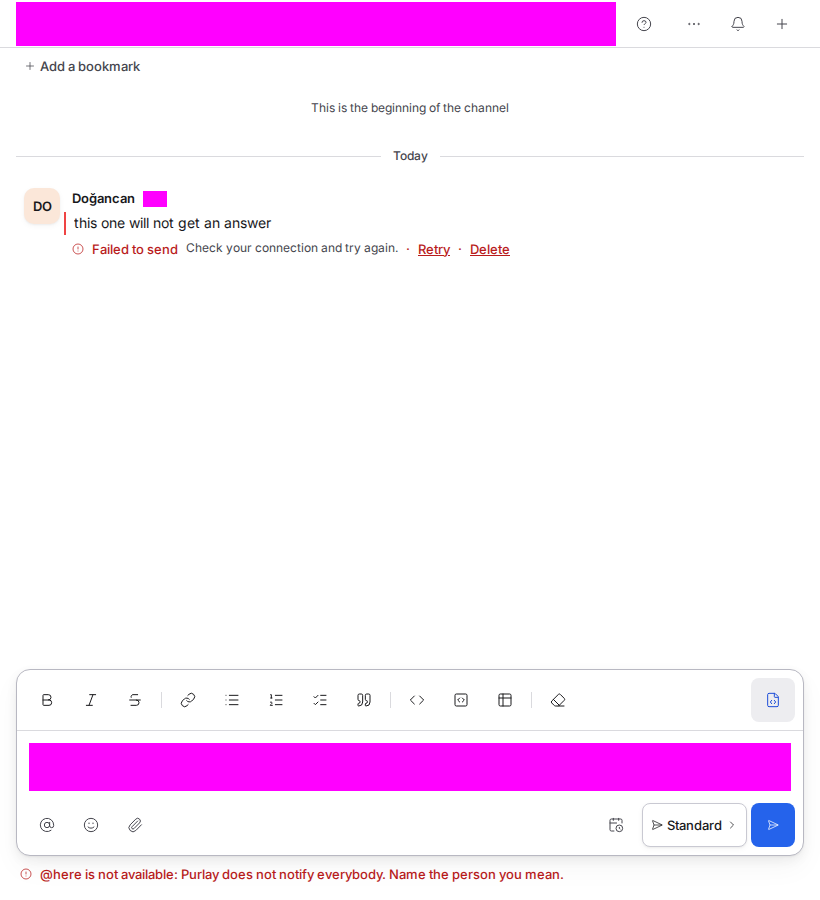 Add a bookmark
This is the beginning of the channel
Today
DO
Doğancan
this one will not get an answer
Failed to send Check your connection and try again. · Retry · Delete
Standard
@here is not available: Purlay does not notify everybody. Name the person you mean.